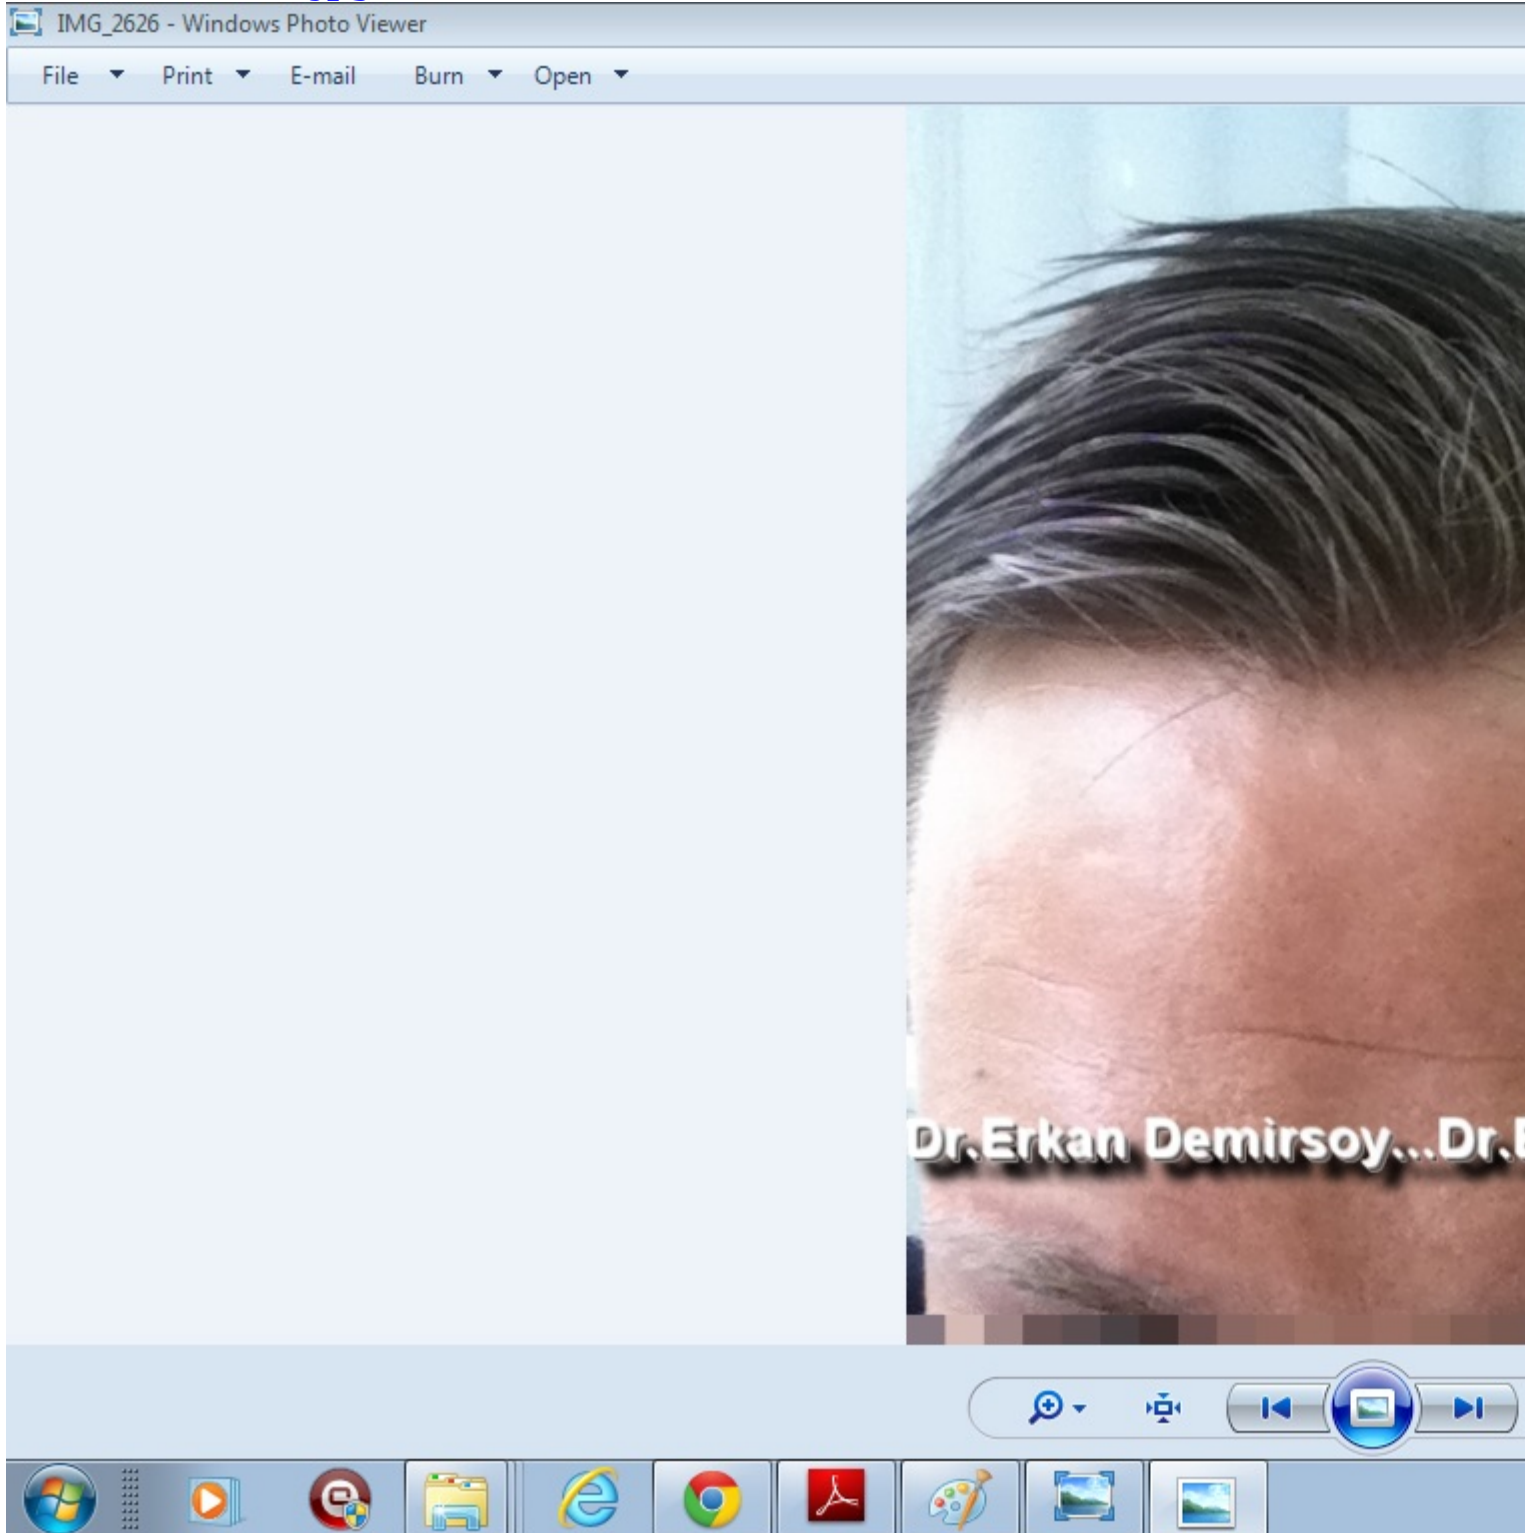 IMG_2626 - Windows Photo Viewer
File Print E-mail Burn Open
Dr.Erkan Demirsoy...Dr.